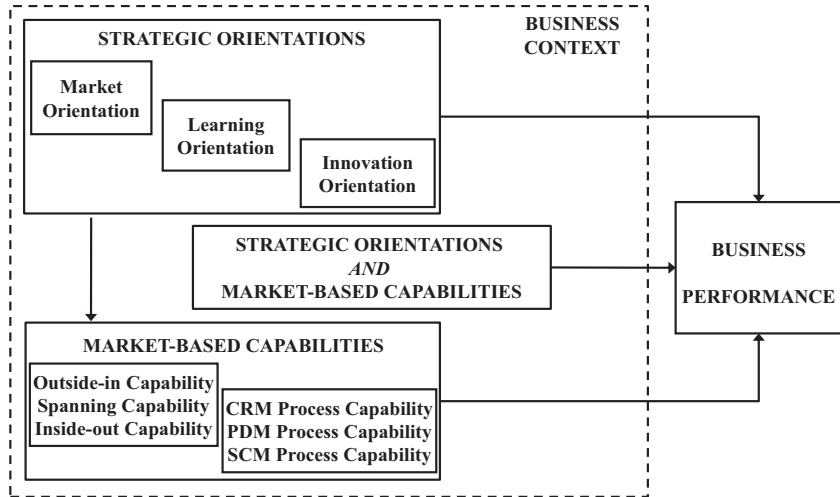 STRATEGIC ORIENTATIONS
BUSINESS
CONTEXT
Market
Orientation
Learning
Orientation
Innovation
Orientation
STRATEGIC ORIENTATIONS
AND
MARKET-BASED CAPABILITIES
BUSINESS
PERFORMANCE
MARKET-BASED CAPABILITIES
Outside-in Capability
Spanning Capability
Inside-out Capability
CRM Process Capability
PDM Process Capability
SCM Process Capability